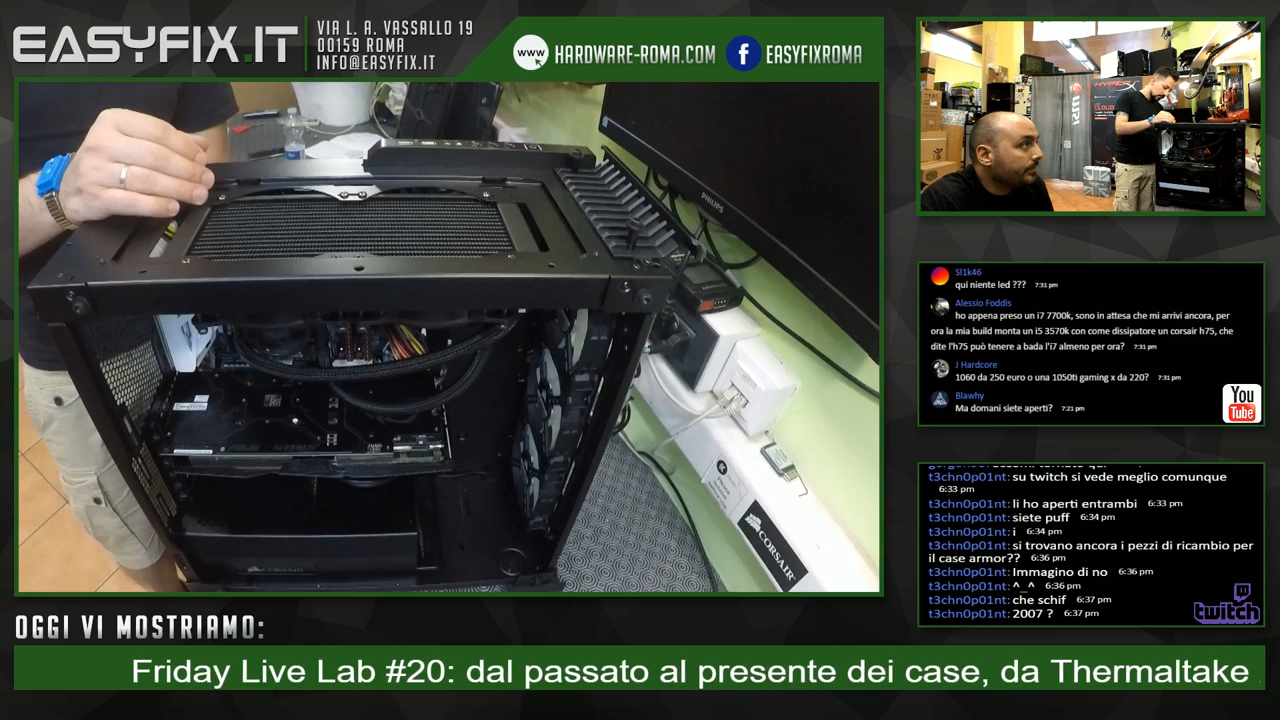 EASYFIX.IT
VIA L. A. VASSALLO 19
00159 ROMA
INFO@EASYFIX.IT
WWW
HARDWARE-ROMA.COM
f
EASYFIXROMA
PHILIPS
CORSAIR
HYPERX
CLOUD
msi
Sl1k46
qui niente led ??? 7:31 pm
Alessio Foddis
ho appena preso un i7 7700k, sono in attesa che mi arrivi ancora, per
ora la mia build monta un i5 3570k con come dissipatore un corsair h75, che
dite l'h75 può tenere a bada l'i7 almeno per ora? 7:31 pm
J Hardcore
1060 da 250 euro o una 1050ti gaming x da 220? 7:31 pm
Blawhy
Ma domani siete aperti? 7:21 pm
You
Tube
t3chn0p01nt: su twitch si vede meglio comunque
6:33 pm
t3chn0p01nt: li ho aperti entrambi 6:33 pm
t3chn0p01nt: siete puff 6:34 pm
t3chn0p01nt: i 6:34 pm
t3chn0p01nt: si trovano ancora i pezzi di ricambio per
il case armor?? 6:36 pm
t3chn0p01nt: Immagino di no 6:36 pm
t3chn0p01nt: ^_^ 6:36 pm
t3chn0p01nt: che schif 6:37 pm
t3chn0p01nt: 2007 ? 6:37 pm
twitch
OGGI VI MOSTRIAMO:
Friday Live Lab #20: dal passato al presente dei case, da Thermaltake